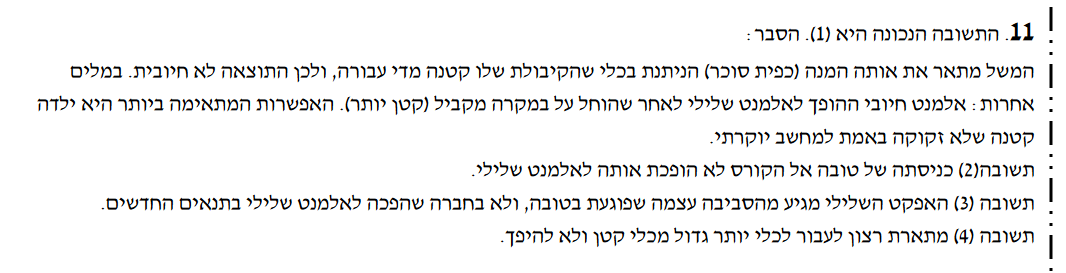 11. התשובה הנכונה היא (1). הסבר:
המשל מתאר את אותה המנה (כפית סוכר) הניתנת בכלי שהקיבולת שלו קטנה מדי עבורה, ולכן התוצאה לא חיובית. במלים
אחרות: אלמנט חיובי ההופך לאלמנט שלילי לאחר שהוחל על במקרה מקביל (קטן יותר). האפשרות המתאימה ביותר היא ילדה
קטנה שלא זקוקה באמת למחשב יוקרתי.
תשובה(2) כניסתה של טובה אל הקורס לא הופכת אותה לאלמנט שלילי.
תשובה (3) האפקט השלילי מגיע מהסביבה עצמה שפוגעת בטובה, ולא בחברה שהפכה לאלמנט שלילי בתנאים החדשים.
תשובה (4) מתארת רצון לעבור לכלי יותר גדול מכלי קטן ולא להיפך.